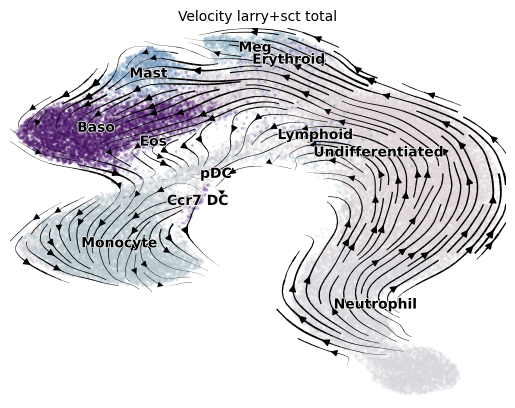 Velocity larry+sct total
Meg
Erythroid
Mast
Baso
Lymphoid
Eos
Undifferentiated
pDC
Ccr7 DC
Monocyte
Neutrophil